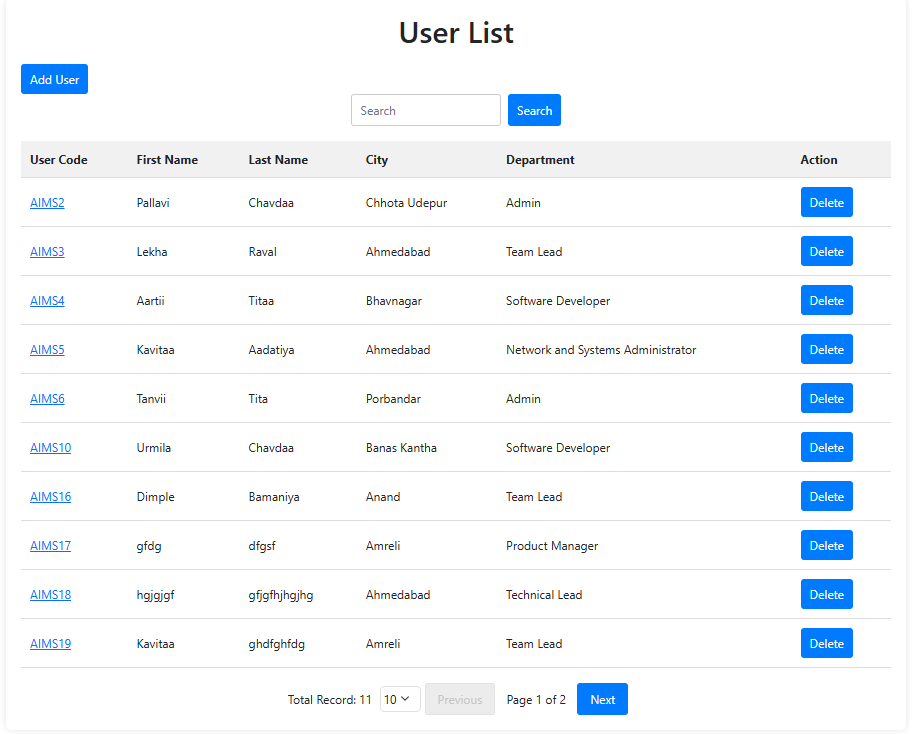 User List
Add User
Search Search
User Code First Name Last Name City Department Action
AIMS2 Pallavi Chavdaa Chhota Udepur Admin Delete
AIMS3 Lekha Raval Ahmedabad Team Lead Delete
AIMS4 Aartii Titaa Bhavnagar Software Developer Delete
AIMS5 Kavitaa Aadatiya Ahmedabad Network and Systems Administrator Delete
AIMS6 Tanvii Tita Porbandar Admin Delete
AIMS10 Urmila Chavdaa Banas Kantha Software Developer Delete
AIMS16 Dimple Bamaniya Anand Team Lead Delete
AIMS17 gfdg dfgsf Amreli Product Manager Delete
AIMS18 hgjgjgf gfjgfhjhgjhg Ahmedabad Technical Lead Delete
AIMS19 Kavitaa ghdfghfdg Amreli Team Lead Delete
Total Record: 11 10 Previous Page 1 of 2 Next